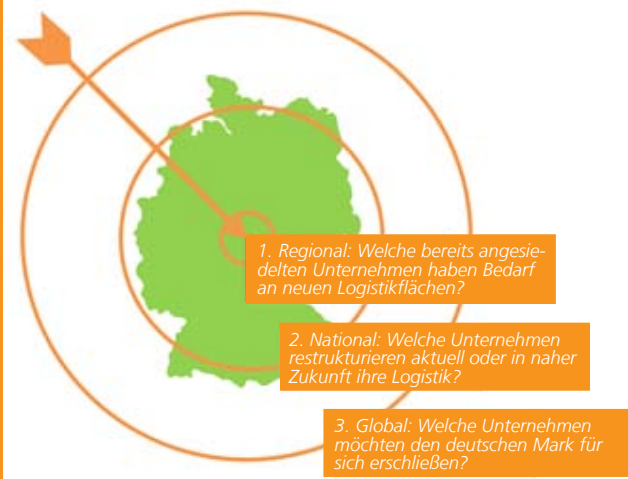 1. Regional: Welche bereits angesie-
delten Unternehmen haben Bedarf
an neuen Logistikflächen?
2. National: Welche Unternehmen
restrukturieren aktuell oder in naher
Zukunft ihre Logistik?
3. Global: Welche Unternehmen
möchten den deutschen Mark für
sich erschließen?